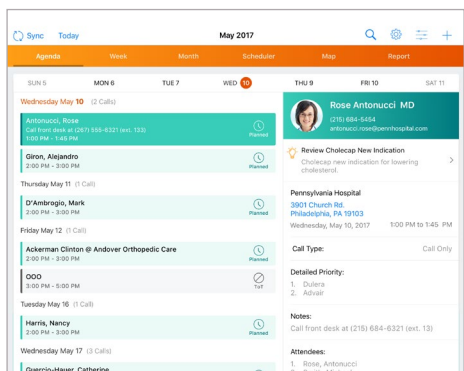 Sync Today May 2017
Agenda Week Month Scheduler Map Report
SUN 5 MON 6 TUE 7 WED 10 THU 9 FRI 10 SAT 11
Wednesday May 10 (2 Calls)
Antonucci, Rose
Call front desk at (267) 555-6321 (ext. 133)
1:00 PM - 1:45 PM
Planned
Giron, Alejandro
2:00 PM - 3:00 PM
Planned
Thursday May 11 (1 Call)
D'Ambrogio, Mark
2:00 PM - 3:00 PM
Planned
Friday May 12 (1 Call)
Ackerman Clinton @ Andover Orthopedic Care
2:00 PM - 3:00 PM
Planned
OOO
3:00 PM - 5:00 PM
ToT
Tuesday May 16 (1 Call)
Harris, Nancy
2:00 PM - 3:00 PM
Planned
Wednesday May 17 (3 Calls)
Guercio-Hauer, Catherine
Rose Antonucci MD
(215) 684-5454
antonucci.rose@pennhospital.com
Review Cholecap New Indication
Cholecap new indication for lowering
cholesterol.
Pennsylvania Hospital
3901 Church Rd.
Philadelphia, PA 19103
Wednesday, May 10, 2017 1:00 PM to 1:45 PM
Call Type: Call Only
Detailed Priority:
1. Dulera
2. Advair
Notes:
Call front desk at (215) 684-6321 (ext. 13)
Attendees:
1. Rose, Antonucci